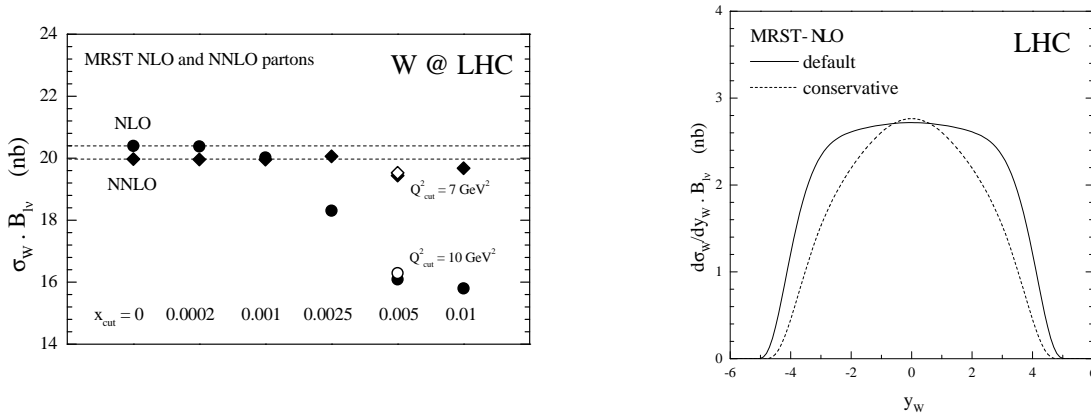 MRST NLO and NNLO partons
W @ LHC
NLO
NNLO
Q²cut = 7 GeV²
Q²cut = 10 GeV²
xcut = 0 0.0002 0.001 0.0025 0.005 0.01
24
22
20
18
16
14
σW · Blν (nb)
MRST- NLO
LHC
default
conservative
4
3
2
1
0
dσW/dyW · Blν (nb)
-6 -4 -2 0 2 4 6
yW